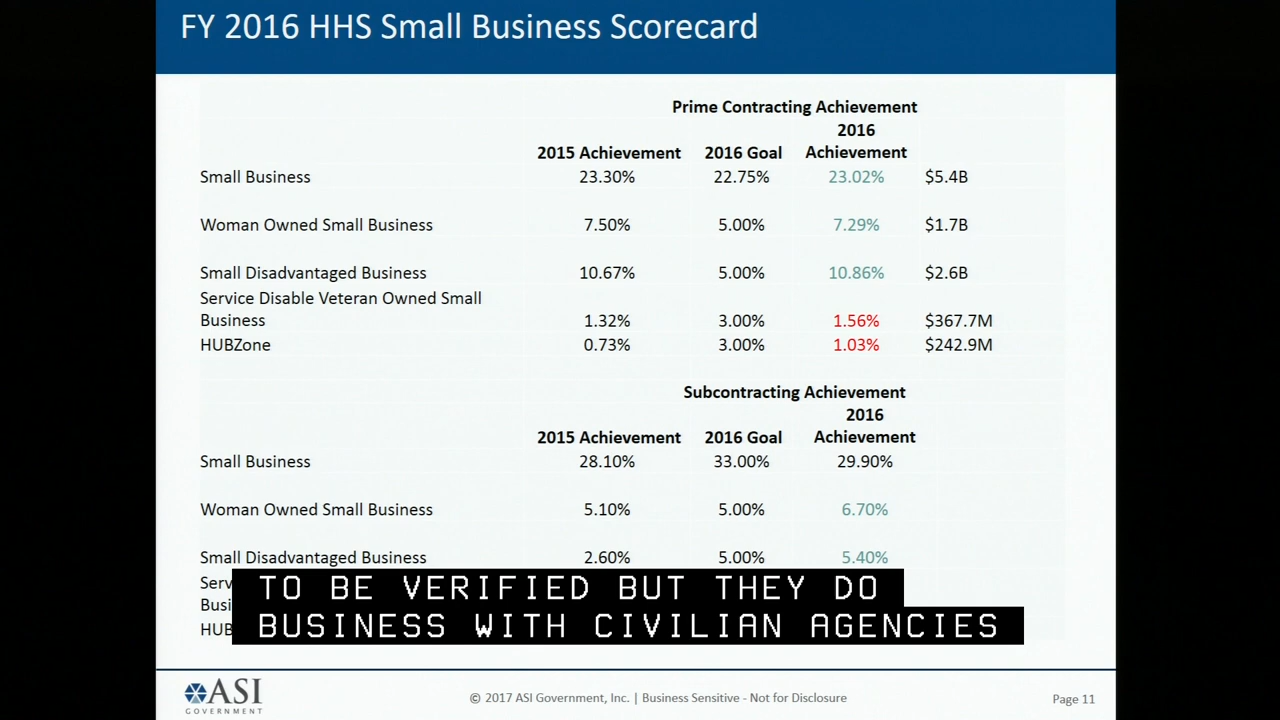 FY 2016 HHS Small Business Scorecard
Prime Contracting Achievement
2015 Achievement 2016 Goal 2016 Achievement
Small Business 23.30% 22.75% 23.02% $5.4B
Woman Owned Small Business 7.50% 5.00% 7.29% $1.7B
Small Disadvantaged Business 10.67% 5.00% 10.86% $2.6B
Service Disable Veteran Owned Small
Business 1.32% 3.00% 1.56% $367.7M
HUBZone 0.73% 3.00% 1.03% $242.9M
Subcontracting Achievement
2015 Achievement 2016 Goal 2016 Achievement
Small Business 28.10% 33.00% 29.90%
Woman Owned Small Business 5.10% 5.00% 6.70%
Small Disadvantaged Business 2.60% 5.00% 5.40%
Serv
Busi
HUB
TO BE VERIFIED BUT THEY DO
BUSINESS WITH CIVILIAN AGENCIES
ASI
GOVERNMENT
© 2017 ASI Government, Inc. | Business Sensitive - Not for Disclosure
Page 11